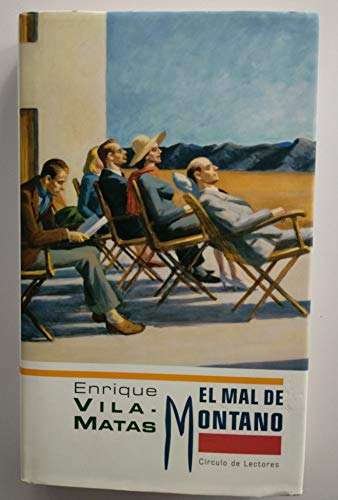 Enrique
VILA-
MATAS
EL MAL DE
MONTANO
Círculo de Lectores